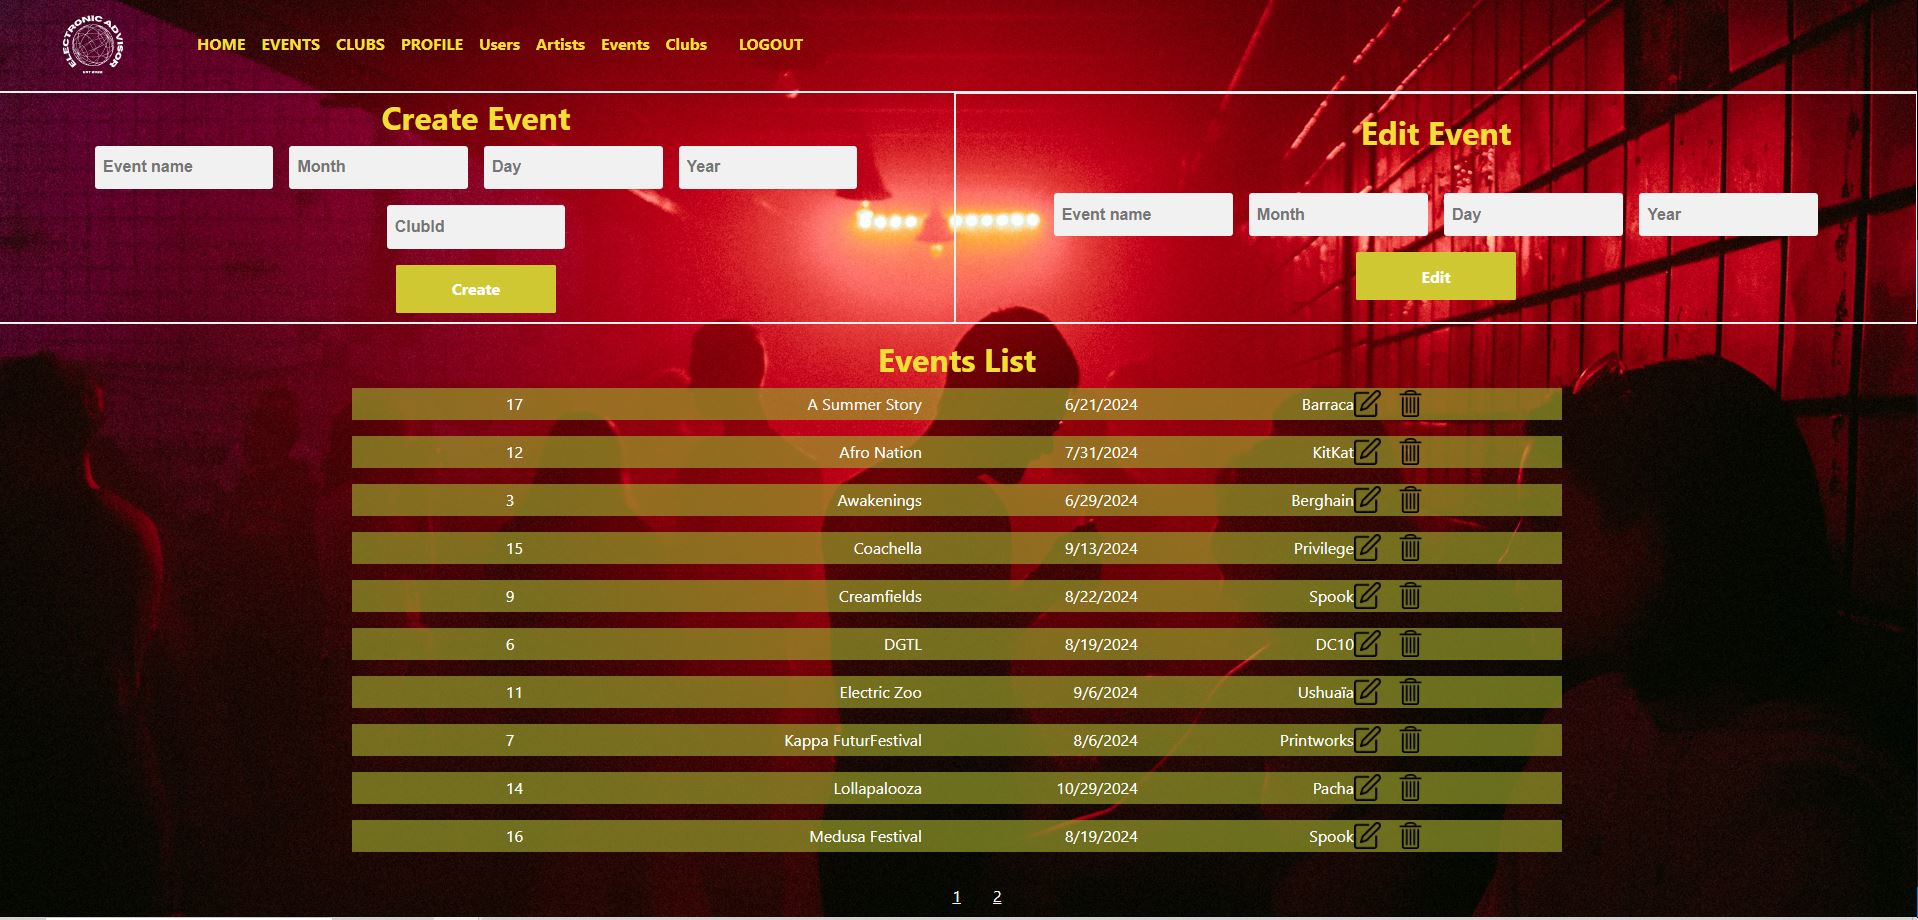 ELECTRONIC ADVISOR
HOME EVENTS CLUBS PROFILE Users Artists Events Clubs LOGOUT
Create Event
Event name Month Day Year
ClubId
Create
Edit Event
Event name Month Day Year
Edit
Events List
17 A Summer Story 6/21/2024 Barraca
12 Afro Nation 7/31/2024 KitKat
3 Awakenings 6/29/2024 Berghain
15 Coachella 9/13/2024 Privilege
9 Creamfields 8/22/2024 Spook
6 DGTL 8/19/2024 DC10
11 Electric Zoo 9/6/2024 Ushuaïa
7 Kappa FuturFestival 8/6/2024 Printworks
14 Lollapalooza 10/29/2024 Pacha
16 Medusa Festival 8/19/2024 Spook
1 2